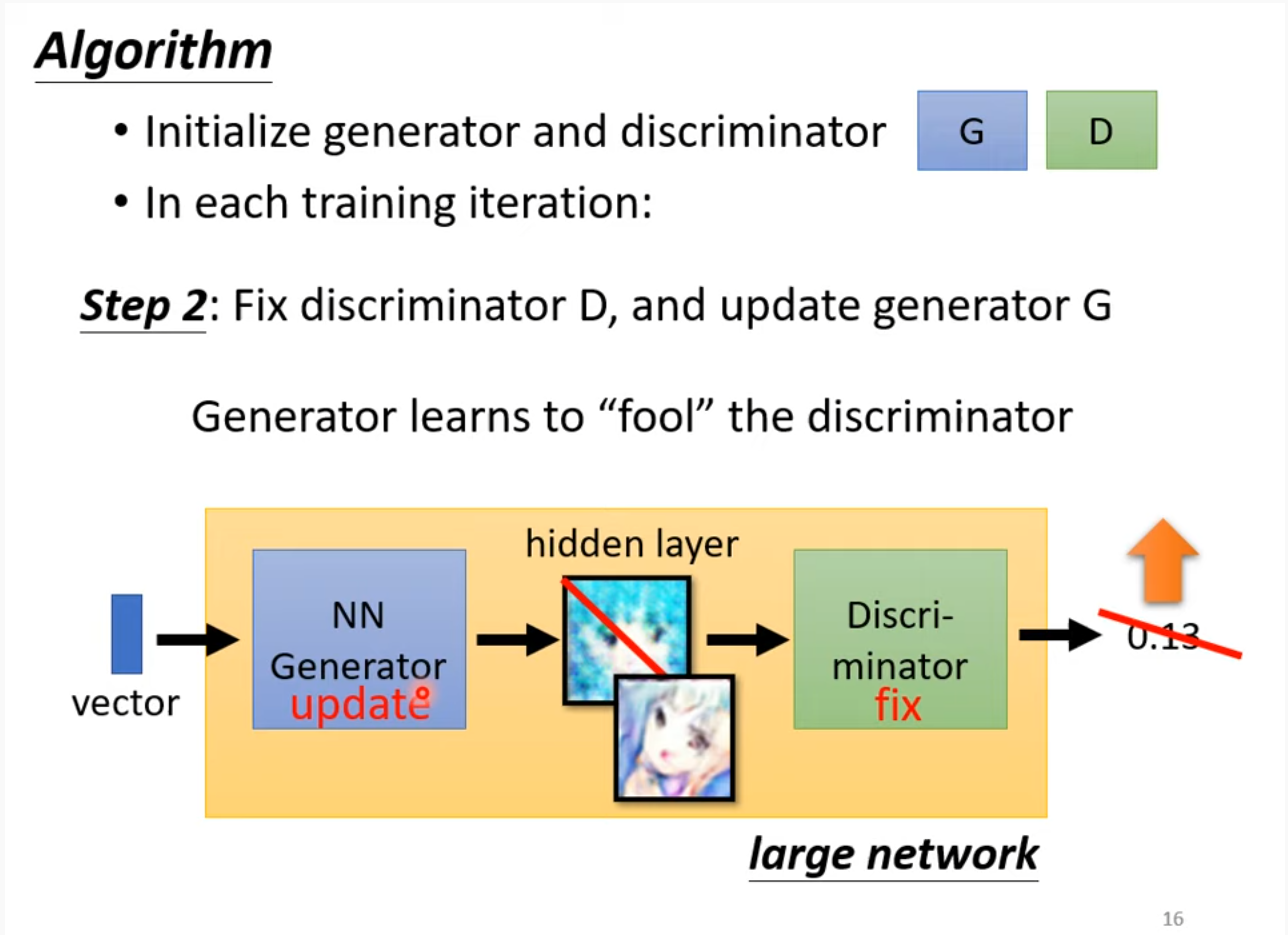 Algorithm
• Initialize generator and discriminator G D
• In each training iteration:
Step 2: Fix discriminator D, and update generator G
Generator learns to “fool” the discriminator
hidden layer
NN
Generator
update
Discri-
minator
fix
vector
0.13
large network
16